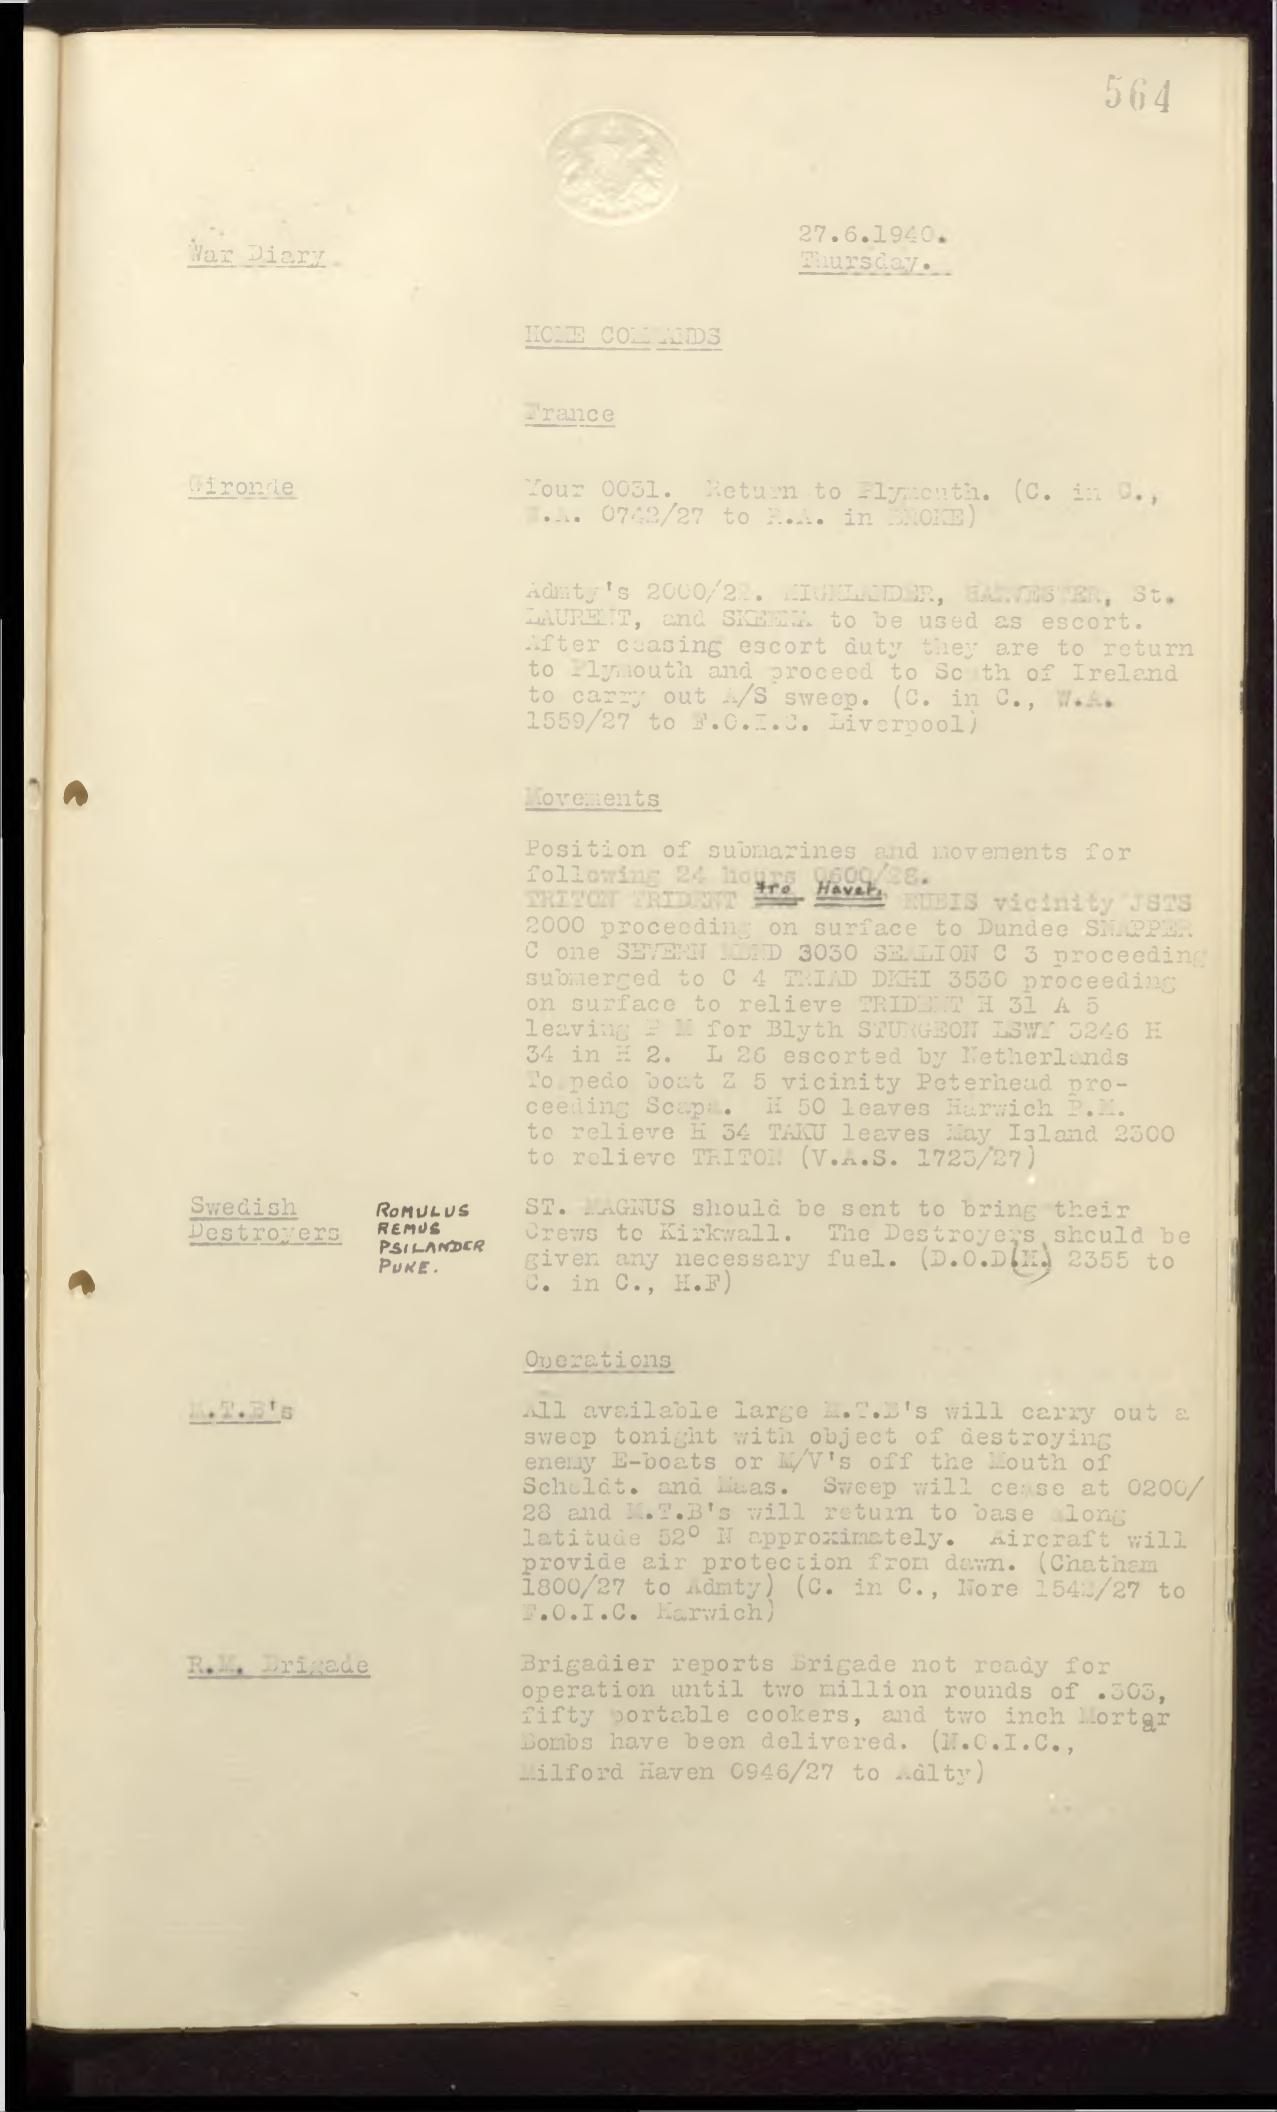 564
War Diary
27.6.1940.
Thursday.
HOME COMMANDS
France
Gironde
Your 0031. Return to Plymouth. (C. in C.,
W.A. 0742/27 to R.A. in BROKE)
Admty's 2000/2 . HIGHLANDER, HARVESTER, St.
LAURENT, and SKEENA to be used as escort.
After ceasing escort duty they are to return
to Plymouth and proceed to South of Ireland
to carry out A/S sweep. (C. in C., W.A.
1559/27 to F.O.I.C. Liverpool)
Movements
Position of submarines and movements for
following 24 hours 0600/28.
TRITON TRIDENT tro Havet. RUBIS vicinity JSTS
2000 proceeding on surface to Dundee SNAPPER
C one SEVERN 3030 SEALION C 3 proceeding
submerged to C 4 TRIAD DKHI 3530 proceeding
on surface to relieve TRIDENT H 31 A 5
leaving P M for Blyth STURGEON LSWY 3246 H
34 in H 2. L 26 escorted by Netherlands
Torpedo boat Z 5 vicinity Peterhead pro-
ceeding Scapa. H 50 leaves Harwich P.M.
to relieve H 34 TAKU leaves May Island 2300
to relieve TRITON (V.A.S. 1723/27)
Swedish
Destroyers
ROMULUS
REMUS
PSILANDER
PUKE.
ST. MAGNUS should be sent to bring their
Crews to Kirkwall. The Destroyers should be
given any necessary fuel. (D.O.D.(H.) 2355 to
C. in C., H.F)
Operations
M.T.B's
All available large M.T.B's will carry out a
sweep tonight with object of destroying
enemy E-boats or M/V's off the Mouth of
Scheldt. and Maas. Sweep will cease at 0200/
28 and M.T.B's will return to base along
latitude 52° N approximately. Aircraft will
provide air protection from dawn. (Chatham
1800/27 to Admty) (C. in C., Nore 154 /27 to
F.O.I.C. Harwich)
R.M. Brigade
Brigadier reports Brigade not ready for
operation until two million rounds of .303,
fifty portable cookers, and two inch Mortar
Bombs have been delivered. (N.O.I.C.,
Milford Haven 0946/27 to Adlty)